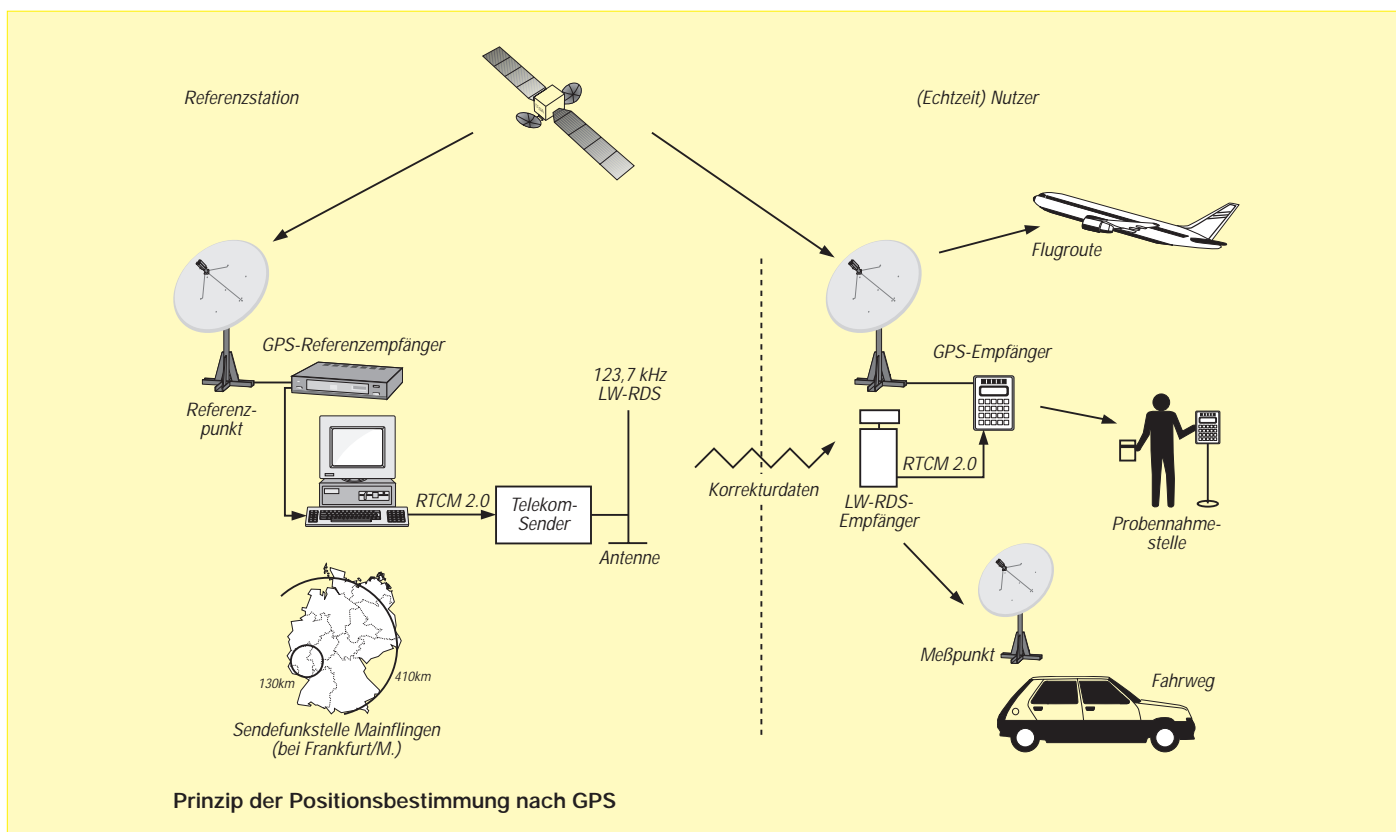 Referenzstation
(Echtzeit) Nutzer
Flugroute
GPS-Referenzempfänger
Referenz-
punkt
123,7 kHz
LW-RDS
RTCM 2.0
Telekom-
Sender
Antenne
130km
410km
Sendefunkstelle Mainflingen
(bei Frankfurt/M.)
Korrekturdaten
GPS-Empfänger
RTCM 2.0
LW-RDS-
Empfänger
Probennahme-
stelle
Meßpunkt
Fahrweg
Prinzip der Positionsbestimmung nach GPS